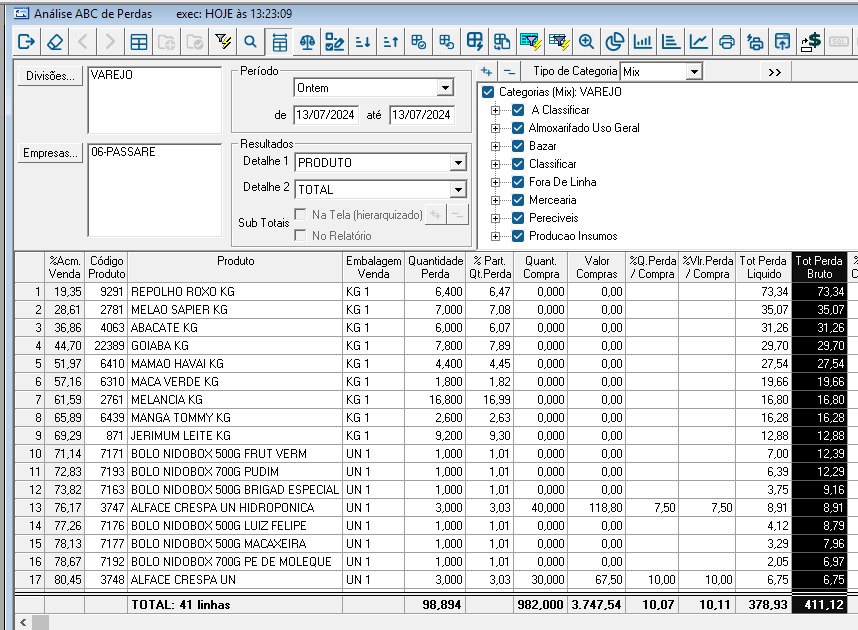 Análise ABC de Perdas exec: HOJE às 13:23:09
Divisões... VAREJO
Empresas... 06-PASSARE
Período
Ontem
de 13/07/2024 até 13/07/2024
Resultados
Detalhe 1 PRODUTO
Detalhe 2 TOTAL
Sub Totais Na Tela (hierarquizado)
No Relatório
Tipo de Categoria Mix >>
Categorias (Mix): VAREJO
A Classificar
Almoxarifado Uso Geral
Bazar
Classificar
Fora De Linha
Mercearia
Pereciveis
Producao Insumos
%Acm. Venda Código Produto Produto Embalagem Venda Quantidade Perda % Part. Qt.Perda Quant. Compra Valor Compras %Q.Perda / Compra %Vlr.Perda / Compra Tot Perda Liquido Tot Perda Bruto
1 19,35 9291 REPOLHO ROXO KG KG 1 6,400 6,47 0,000 0,00 73,34 73,34
2 28,61 2781 MELAO SAPIER KG KG 1 7,000 7,08 0,000 0,00 35,07 35,07
3 36,86 4063 ABACATE KG KG 1 6,000 6,07 0,000 0,00 31,26 31,26
4 44,70 22389 GOIABA KG KG 1 7,800 7,89 0,000 0,00 29,70 29,70
5 51,97 6410 MAMAO HAVAI KG KG 1 4,400 4,45 0,000 0,00 27,54 27,54
6 57,16 6310 MACA VERDE KG KG 1 1,800 1,82 0,000 0,00 19,66 19,66
7 61,59 2761 MELANCIA KG KG 1 16,800 16,99 0,000 0,00 16,80 16,80
8 65,89 6439 MANGA TOMMY KG KG 1 2,600 2,63 0,000 0,00 16,28 16,28
9 69,29 871 JERIMUM LEITE KG KG 1 9,200 9,30 0,000 0,00 12,88 12,88
10 71,14 7171 BOLO NIDOBOX 500G FRUT VERM UN 1 1,000 1,01 0,000 0,00 7,00 12,39
11 72,83 7193 BOLO NIDOBOX 700G PUDIM UN 1 1,000 1,01 0,000 0,00 6,39 12,29
12 73,82 7163 BOLO NIDOBOX 500G BRIGAD ESPECIAL UN 1 1,000 1,01 0,000 0,00 3,75 9,16
13 76,17 3747 ALFACE CRESPA UN HIDROPONICA UN 1 3,000 3,03 40,000 118,80 7,50 7,50 8,91 8,91
14 77,26 7176 BOLO NIDOBOX 500G LUIZ FELIPE UN 1 1,000 1,01 0,000 0,00 4,12 8,79
15 78,13 7177 BOLO NIDOBOX 500G MACAXEIRA UN 1 1,000 1,01 0,000 0,00 3,29 7,96
16 78,67 7192 BOLO NIDOBOX 700G PE DE MOLEQUE UN 1 1,000 1,01 0,000 0,00 2,05 6,97
17 80,45 3748 ALFACE CRESPA UN UN 1 3,000 3,03 30,000 67,50 10,00 10,00 6,75 6,75
TOTAL: 41 linhas 98,894 982,000 3.747,54 10,07 10,11 378,93 411,12